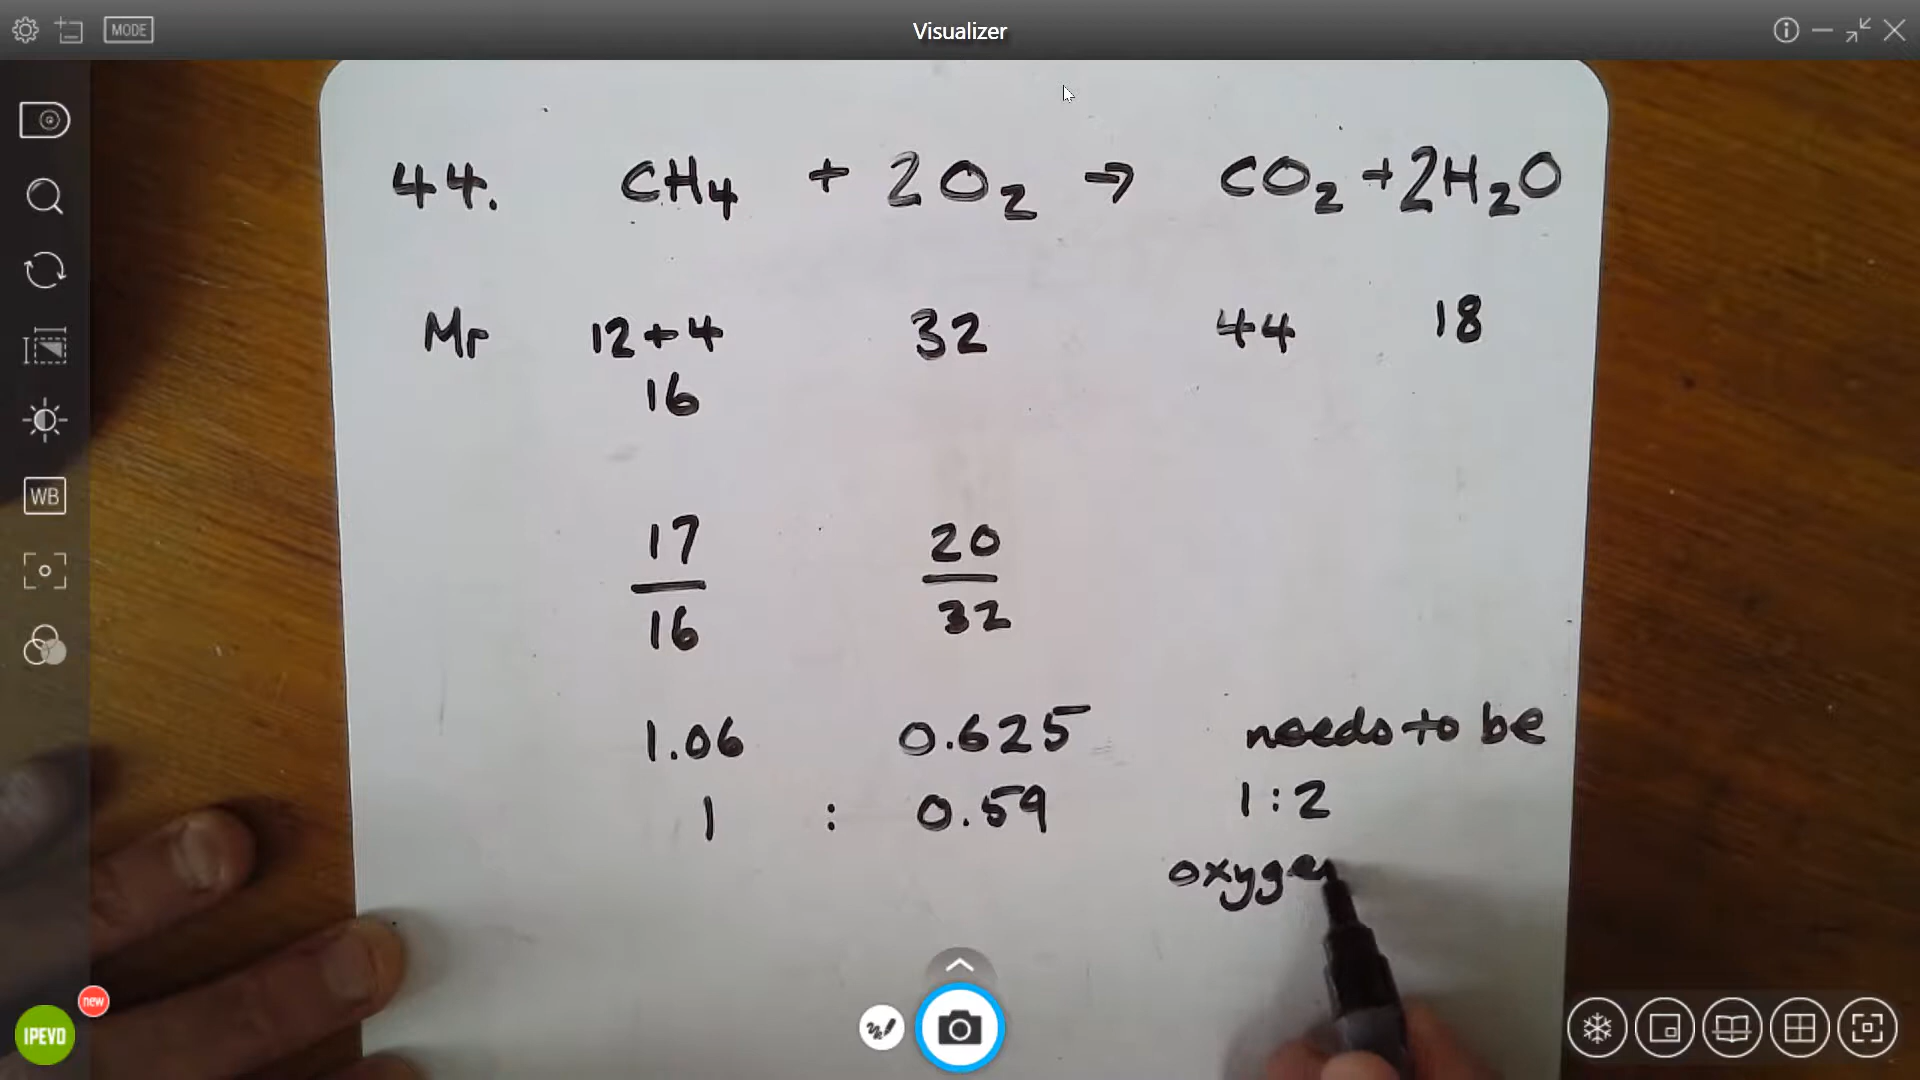 MODE
Visualizer
44. CH4 + 2O2 → CO2 + 2H2O
Mr 12+4 32 44 18
16
17 20
16 32
1.06 0.625 needs to be
1 : 0.59 1:2
oxygen
WB
new
IPEVO